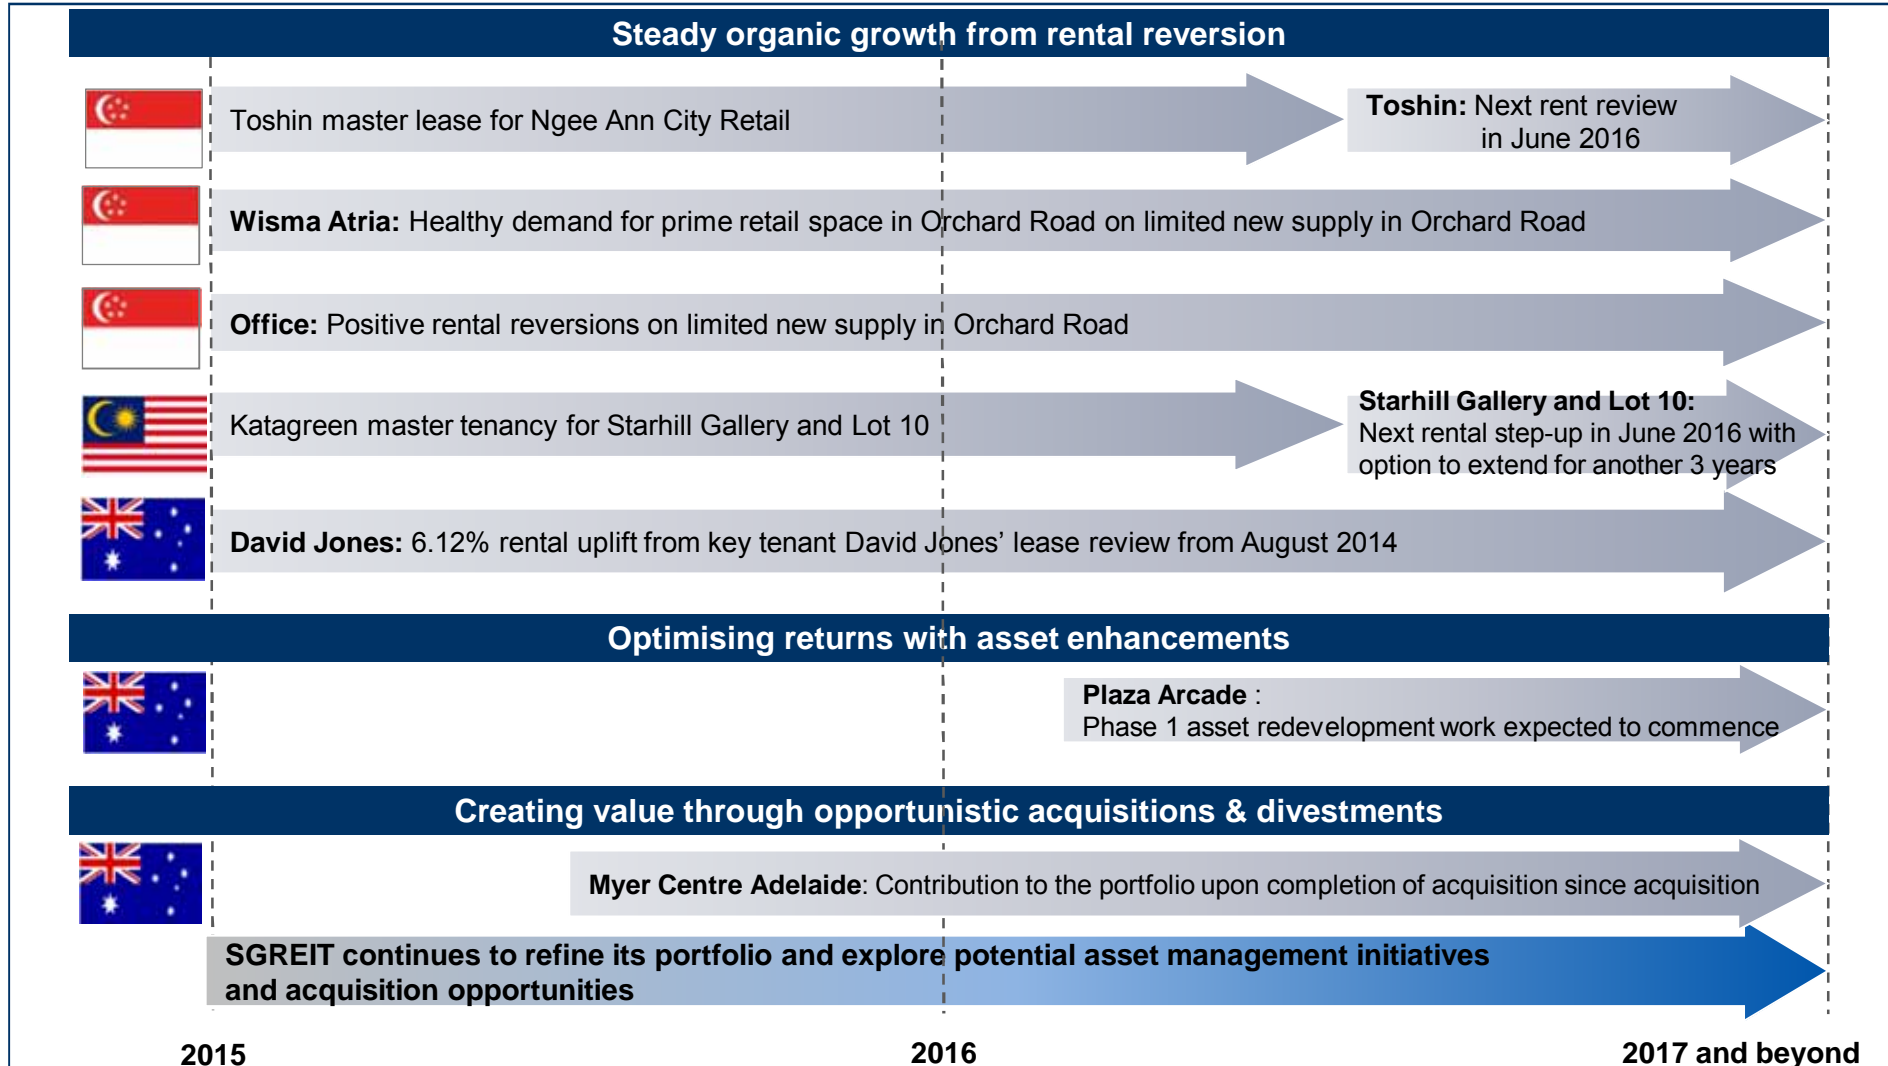 Steady organic growth from rental reversion
Toshin master lease for Ngee Ann City Retail
Toshin: Next rent review
in June 2016
Wisma Atria: Healthy demand for prime retail space in Orchard Road on limited new supply in Orchard Road
Office: Positive rental reversions on limited new supply in Orchard Road
Katagreen master tenancy for Starhill Gallery and Lot 10
Starhill Gallery and Lot 10:
Next rental step-up in June 2016 with
option to extend for another 3 years
David Jones: 6.12% rental uplift from key tenant David Jones’ lease review from August 2014
Optimising returns with asset enhancements
Plaza Arcade :
Phase 1 asset redevelopment work expected to commence
Creating value through opportunistic acquisitions & divestments
Myer Centre Adelaide: Contribution to the portfolio upon completion of acquisition since acquisition
SGREIT continues to refine its portfolio and explore potential asset management initiatives
and acquisition opportunities
2015
2016
2017 and beyond